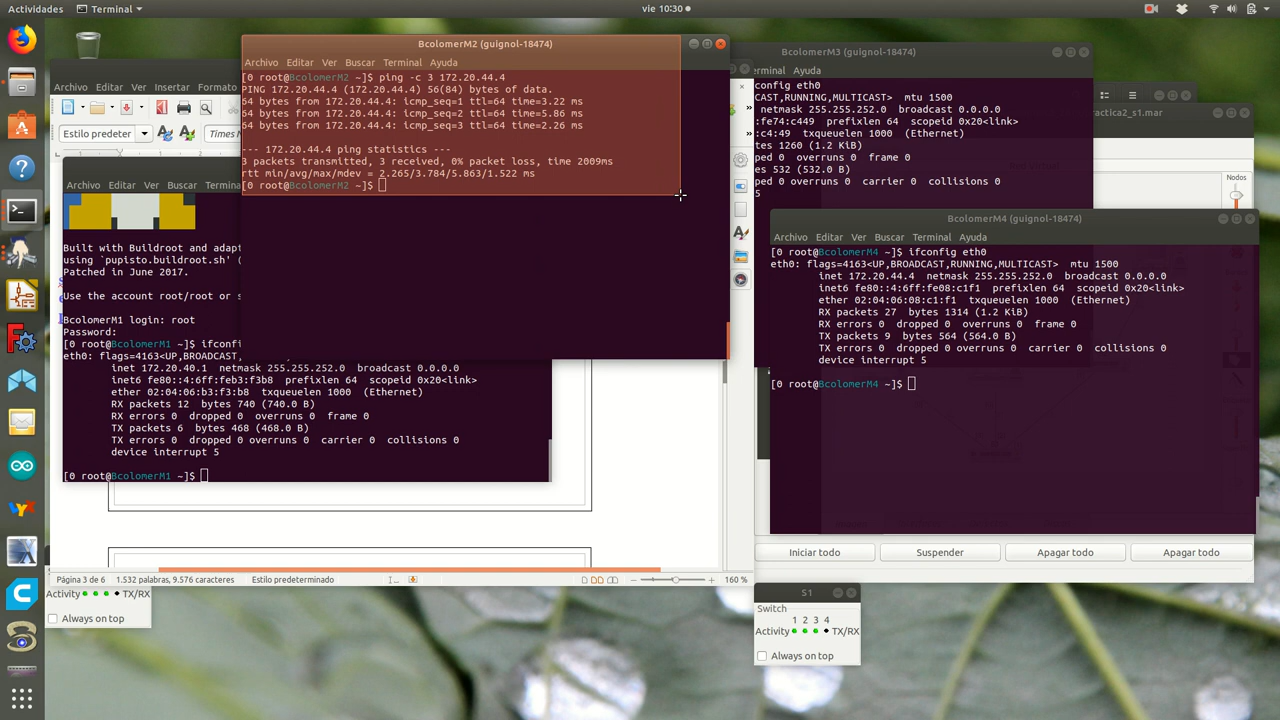 Actividades
Terminal
vie 10:30
BcolomerM2 (guignol-18474)
Archivo Editar Ver Buscar Terminal Ayuda
[0 root@BcolomerM2 ~]$ ping -c 3 172.20.44.4
PING 172.20.44.4 (172.20.44.4) 56(84) bytes of data.
64 bytes from 172.20.44.4: icmp_seq=1 ttl=64 time=3.22 ms
64 bytes from 172.20.44.4: icmp_seq=2 ttl=64 time=5.86 ms
64 bytes from 172.20.44.4: icmp_seq=3 ttl=64 time=2.26 ms
--- 172.20.44.4 ping statistics ---
3 packets transmitted, 3 received, 0% packet loss, time 2009ms
rtt min/avg/max/mdev = 2.265/3.784/5.863/1.522 ms
[0 root@BcolomerM2 ~]$
BcolomerM3 (guignol-18474)
erminal Ayuda
config eth0
CAST,RUNNING,MULTICAST> mtu 1500
netmask 255.255.252.0 broadcast 0.0.0.0
:fe74:c449 prefixlen 64 scopeid 0x20<link>
:c4:49 txqueuelen 1000 (Ethernet)
tes 1260 (1.2 KiB)
ped 0 overruns 0 frame 0
es 532 (532.0 B)
ped 0 overruns 0 carrier 0 collisions 0
5
ractica2_s1.mar
Nodos
Archivo Editar Ver Insertar Formato
Estilo predeter
Times N
Archivo Editar Ver Buscar Termina
Built with Buildroot and adapt
using `pupisto.buildroot.sh' (
Patched in June 2017.
Use the account root/root or s
BcolomerM1 login: root
Password:
[0 root@BcolomerM1 ~]$ ifconfi
eth0: flags=4163<UP,BROADCAST,
inet 172.20.40.1 netmask 255.255.252.0 broadcast 0.0.0.0
inet6 fe80::4:6ff:feb3:f3b8 prefixlen 64 scopeid 0x20<link>
ether 02:04:06:b3:f3:b8 txqueuelen 1000 (Ethernet)
RX packets 12 bytes 740 (740.0 B)
RX errors 0 dropped 0 overruns 0 frame 0
TX packets 6 bytes 468 (468.0 B)
TX errors 0 dropped 0 overruns 0 carrier 0 collisions 0
device interrupt 5
[0 root@BcolomerM1 ~]$
BcolomerM4 (guignol-18474)
Archivo Editar Ver Buscar Terminal Ayuda
[0 root@BcolomerM4 ~]$ ifconfig eth0
eth0: flags=4163<UP,BROADCAST,RUNNING,MULTICAST> mtu 1500
inet 172.20.44.4 netmask 255.255.252.0 broadcast 0.0.0.0
inet6 fe80::4:6ff:fe08:c1f1 prefixlen 64 scopeid 0x20<link>
ether 02:04:06:08:c1:f1 txqueuelen 1000 (Ethernet)
RX packets 27 bytes 1314 (1.2 KiB)
RX errors 0 dropped 0 overruns 0 frame 0
TX packets 9 bytes 564 (564.0 B)
TX errors 0 dropped 0 overruns 0 carrier 0 collisions 0
device interrupt 5
[0 root@BcolomerM4 ~]$
Iniciar todo Suspender Apagar todo Apagar todo
Página 3 de 6 1.532 palabras, 9.576 caracteres Estilo predeterminado 160 %
Activity TX/RX
Always on top
S1
Switch
1 2 3 4
Activity TX/RX
Always on top